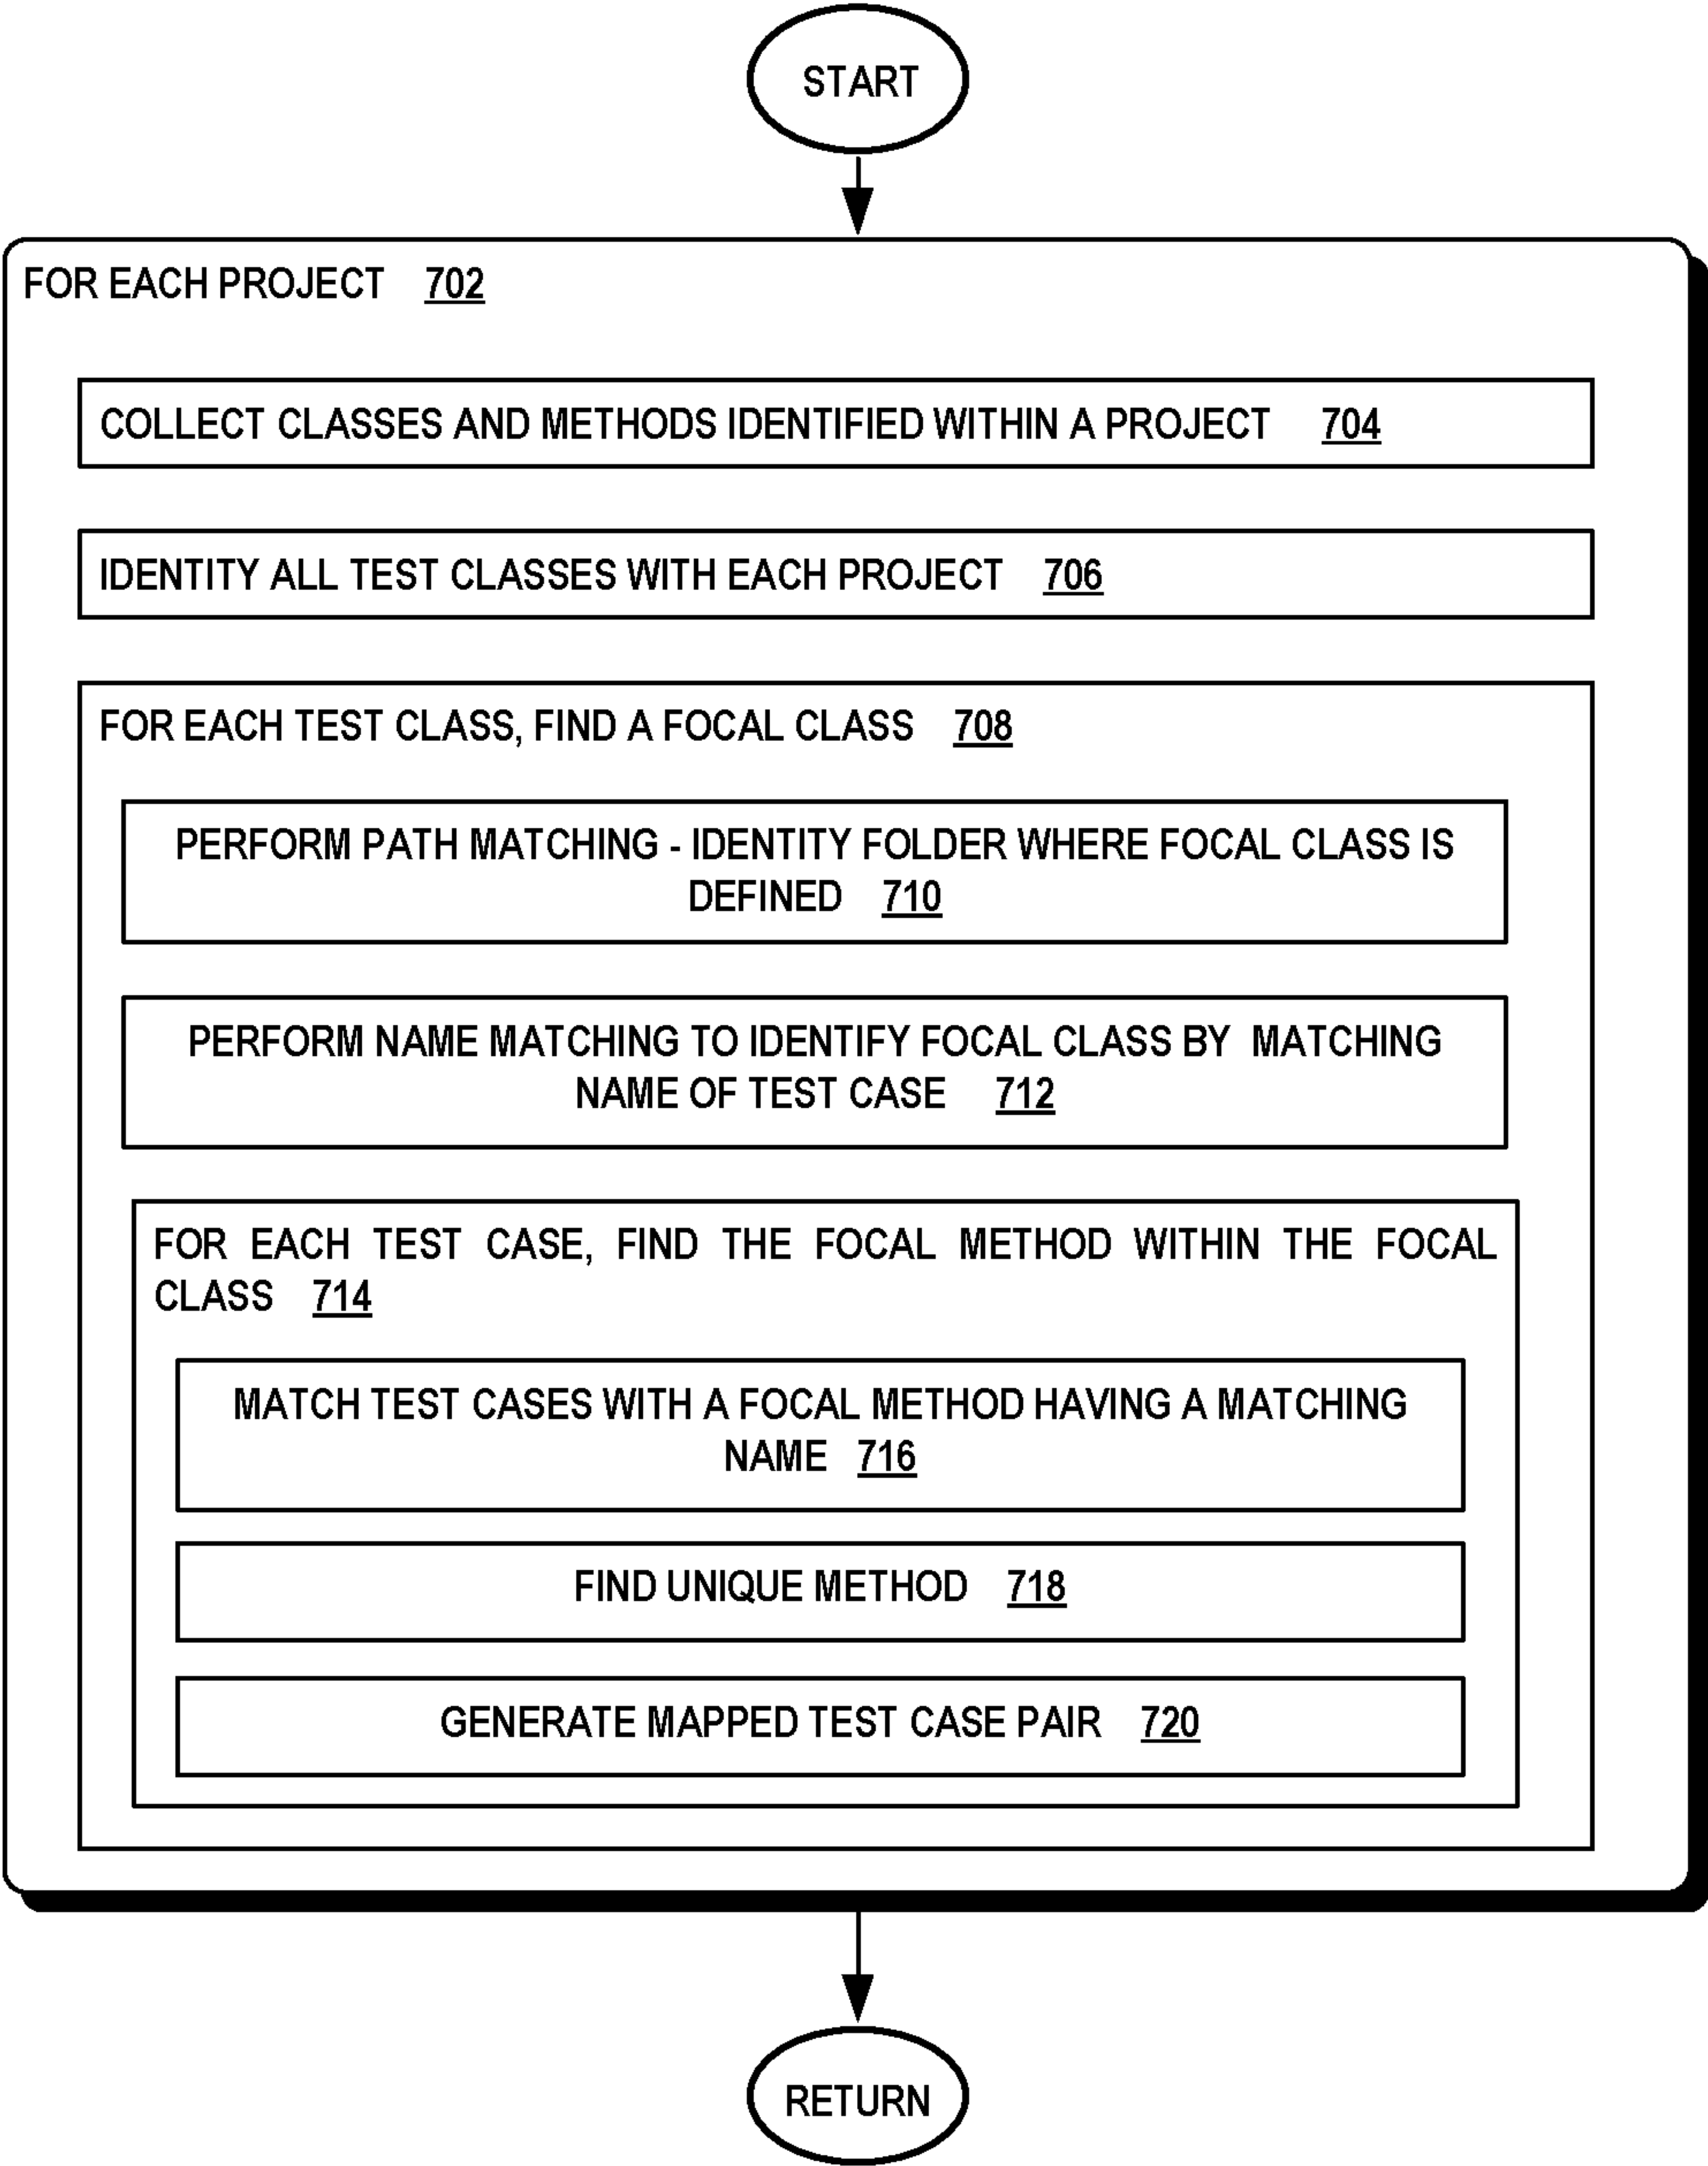 START
FOR EACH PROJECT 702
COLLECT CLASSES AND METHODS IDENTIFIED WITHIN A PROJECT 704
IDENTITY ALL TEST CLASSES WITH EACH PROJECT 706
FOR EACH TEST CLASS, FIND A FOCAL CLASS 708
PERFORM PATH MATCHING - IDENTITY FOLDER WHERE FOCAL CLASS IS
DEFINED 710
PERFORM NAME MATCHING TO IDENTIFY FOCAL CLASS BY MATCHING
NAME OF TEST CASE 712
FOR EACH TEST CASE, FIND THE FOCAL METHOD WITHIN THE FOCAL
CLASS 714
MATCH TEST CASES WITH A FOCAL METHOD HAVING A MATCHING
NAME 716
FIND UNIQUE METHOD 718
GENERATE MAPPED TEST CASE PAIR 720
RETURN